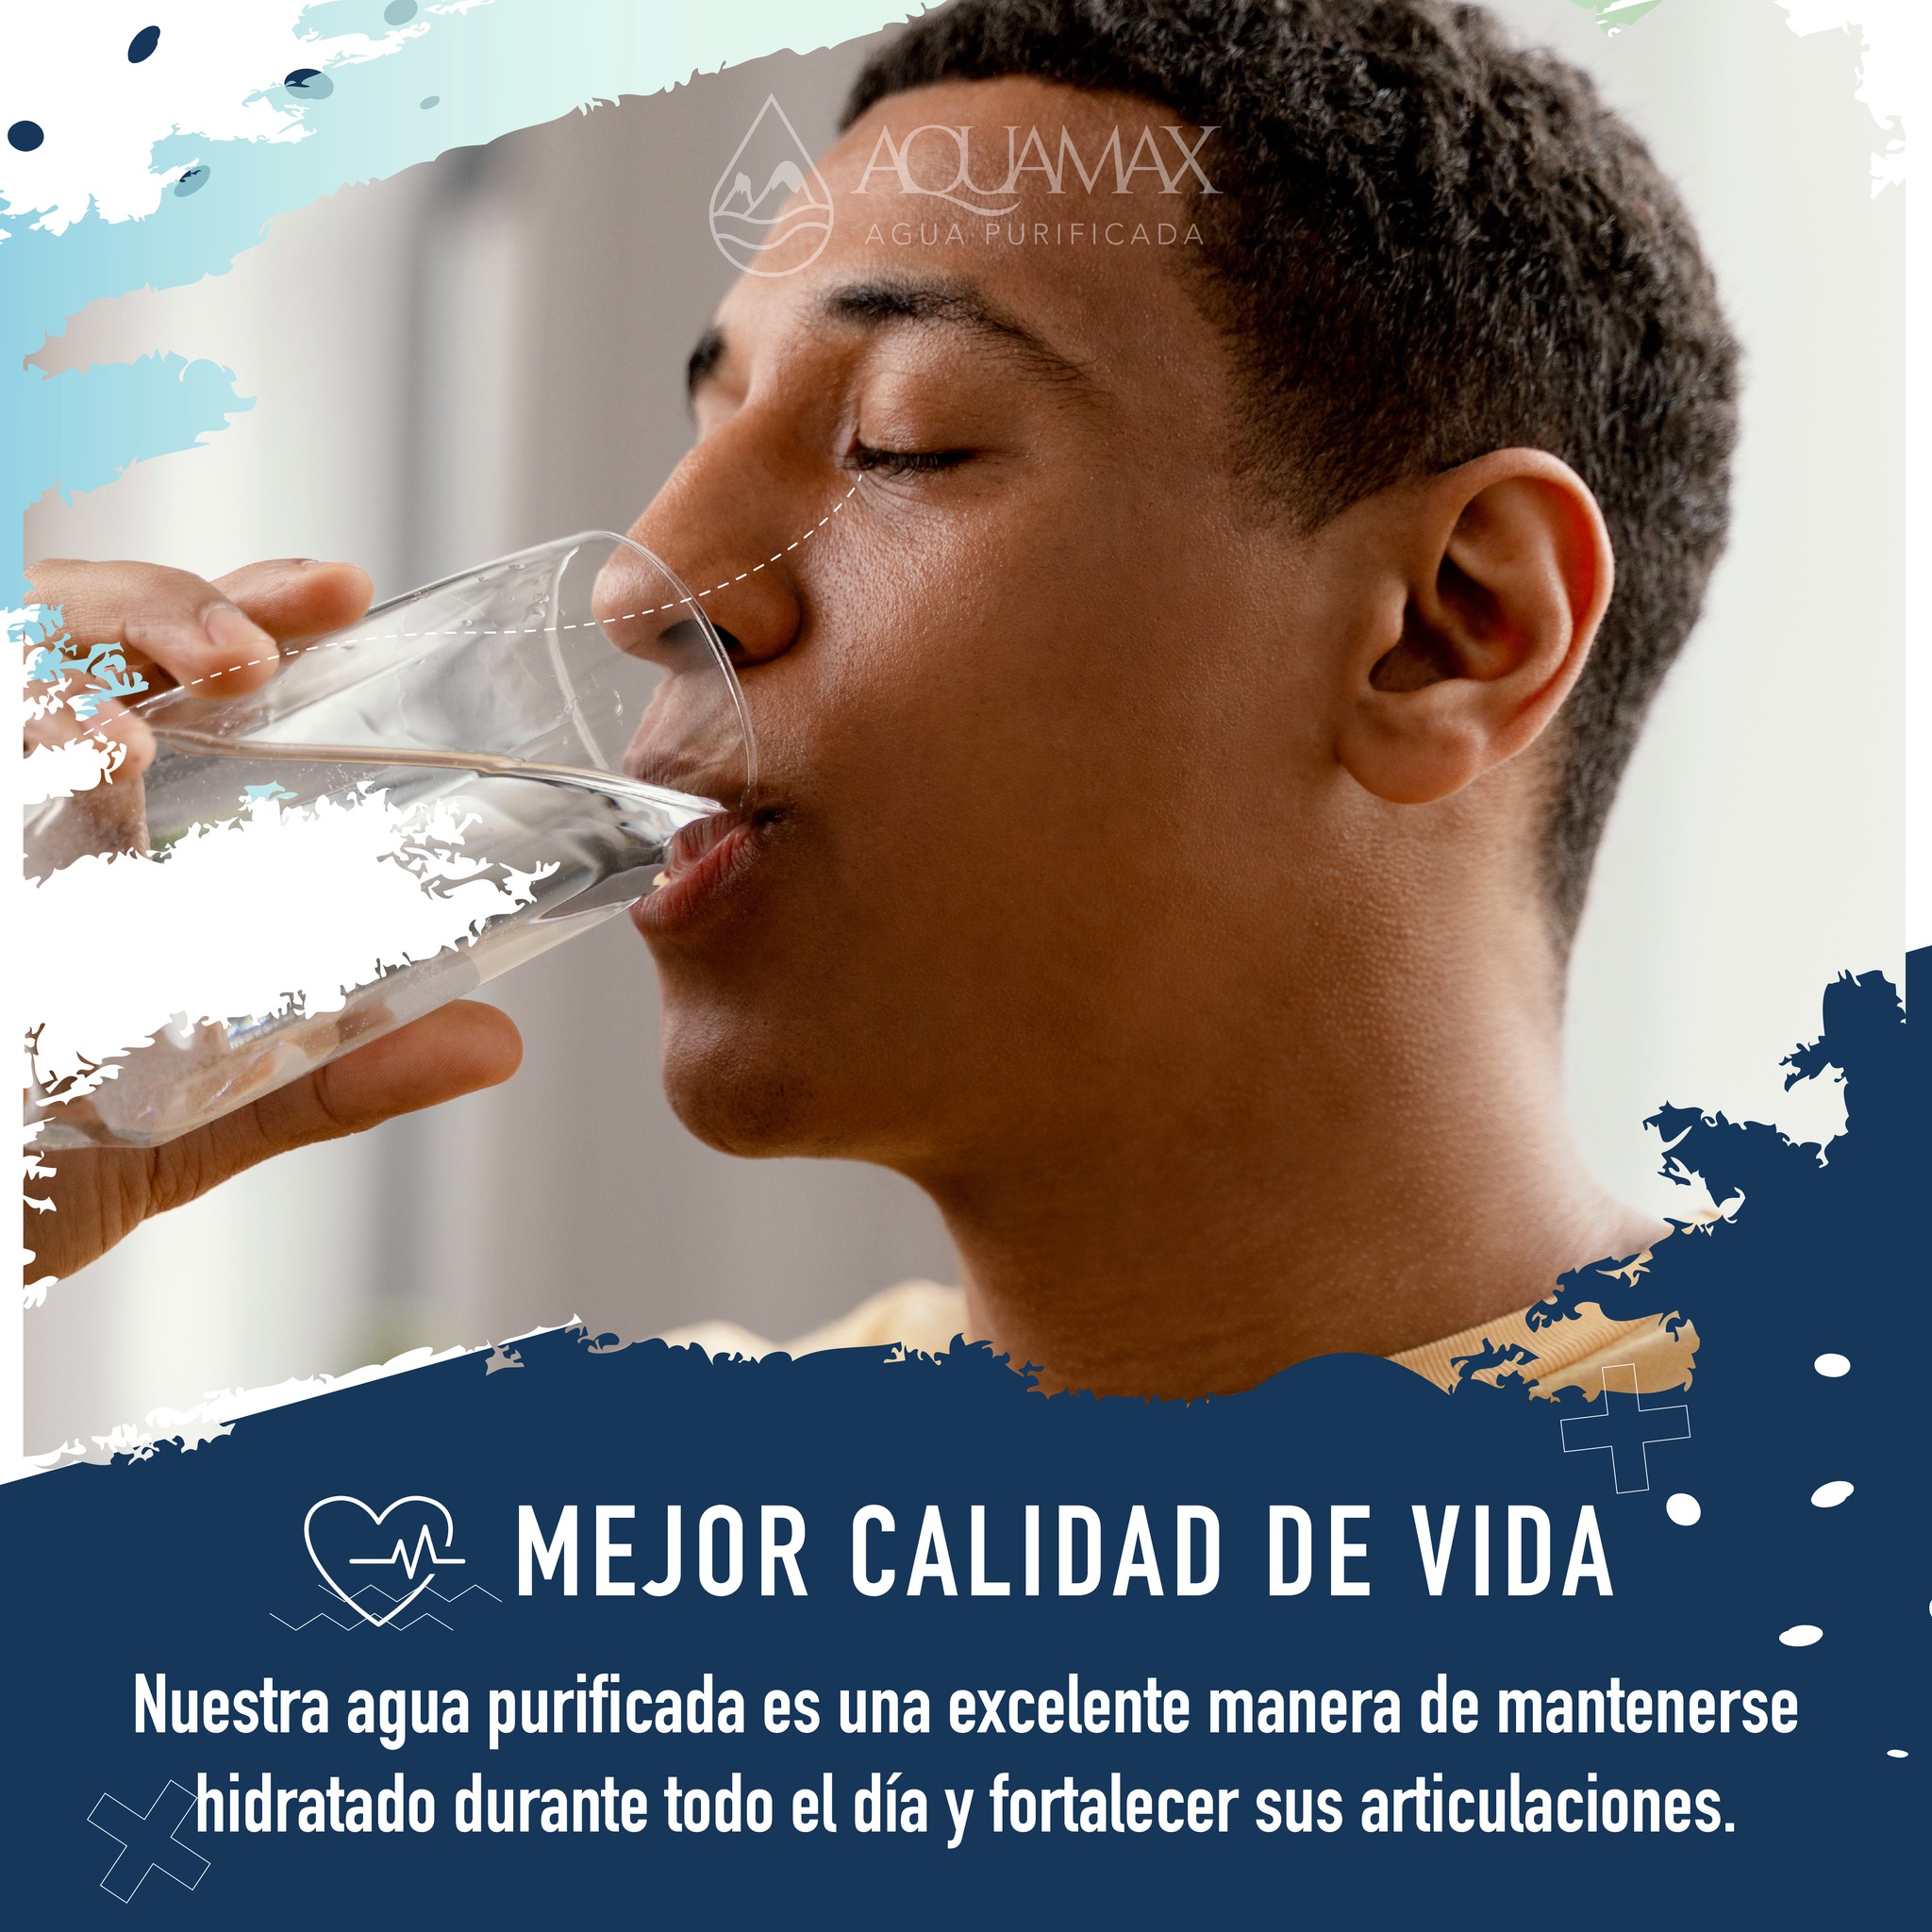 AQUAMAX
AGUA PURIFICADA
MEJOR CALIDAD DE VIDA
Nuestra agua purificada es una excelente manera de mantenerse
hidratado durante todo el día y fortalecer sus articulaciones.